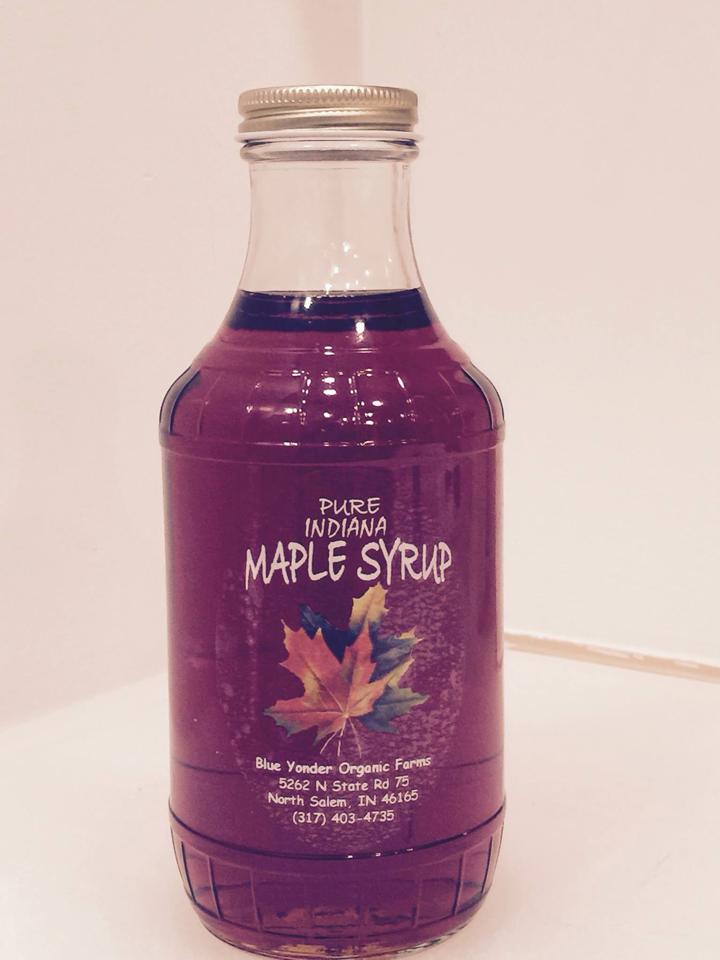 PURE
INDIANA
MAPLE SYRUP
Blue Yonder Organic Farms
5262 N State Rd 75
North Salem, IN 46165
(317) 403-4735